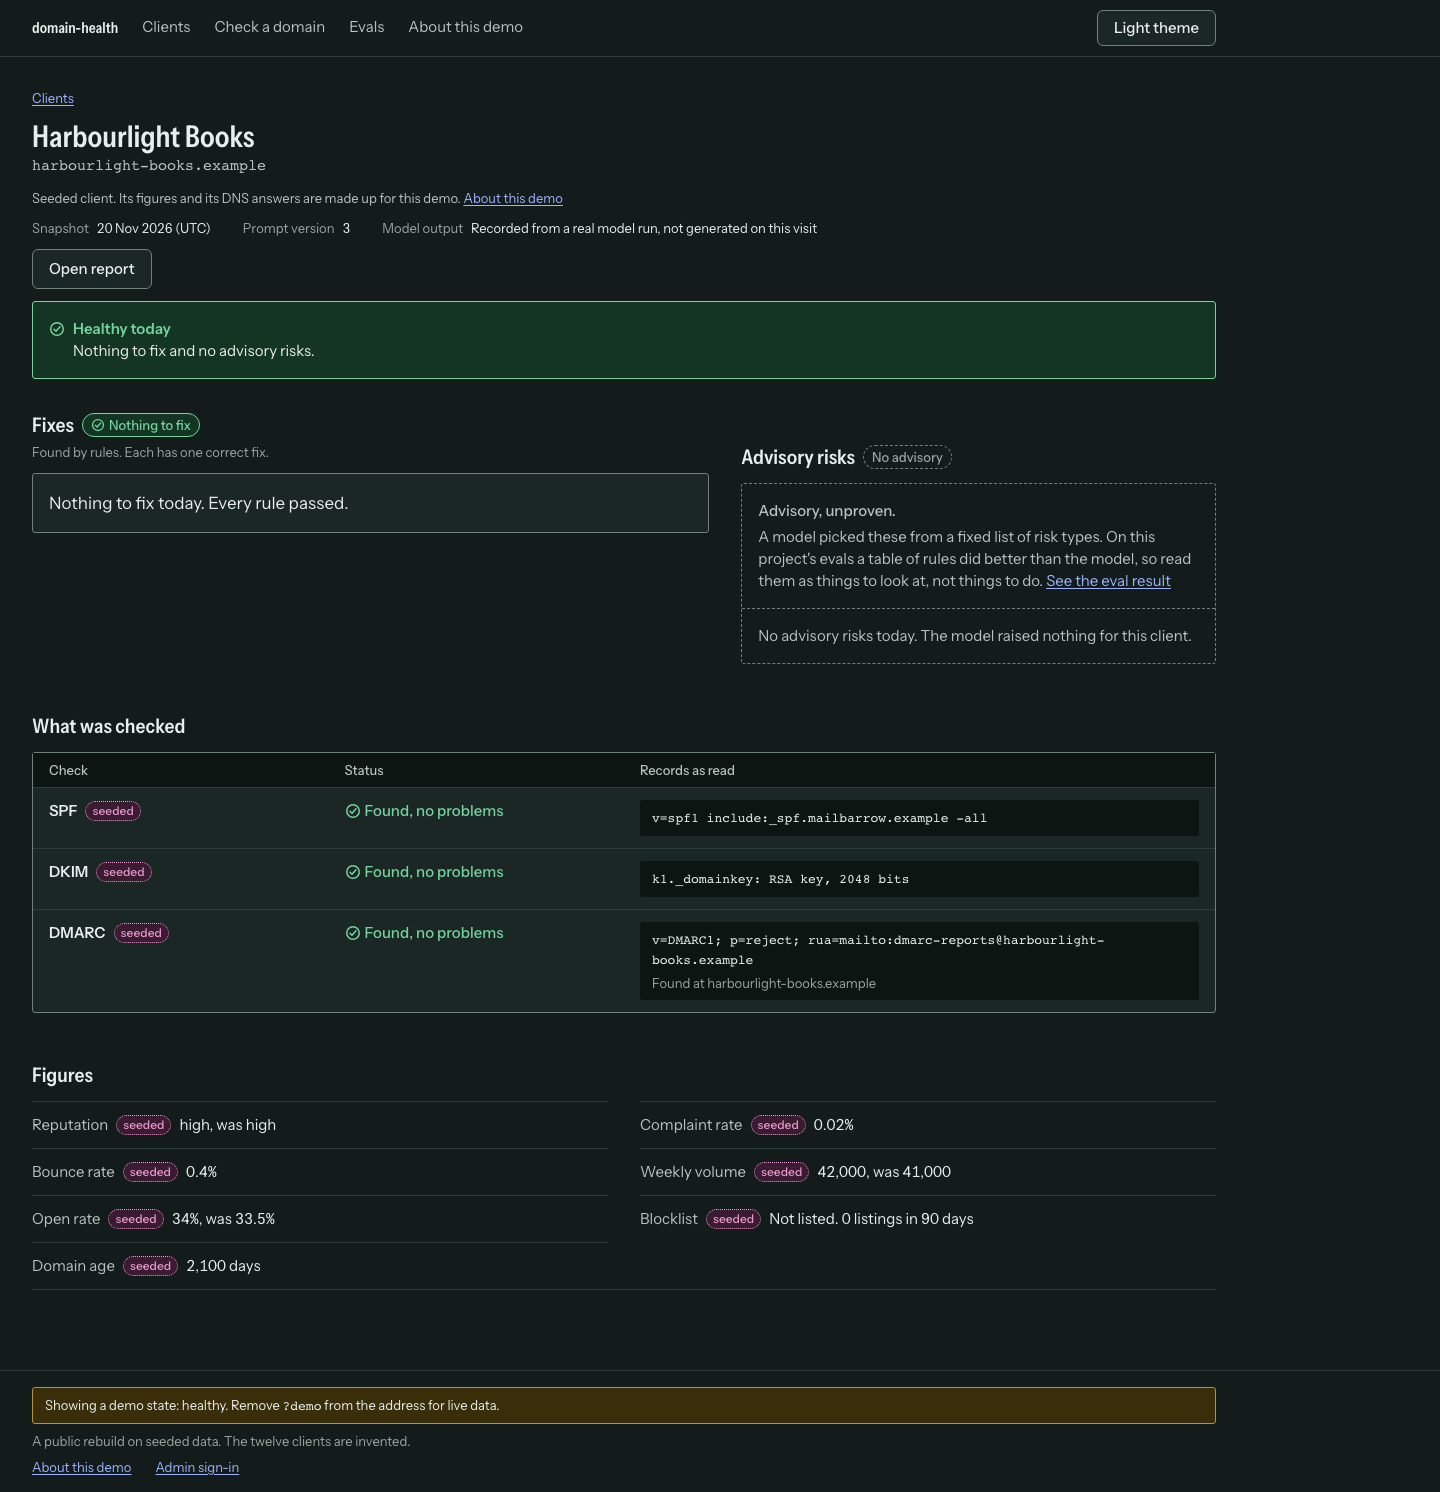 domain-health Clients Check a domain Evals About this demo Light theme
Clients
Harbourlight Books
harbourlight-books.example
Seeded client. Its figures and its DNS answers are made up for this demo. About this demo
Snapshot 20 Nov 2026 (UTC) Prompt version 3 Model output Recorded from a real model run, not generated on this visit
Open report
Healthy today
Nothing to fix and no advisory risks.
Fixes Nothing to fix
Found by rules. Each has one correct fix.
Nothing to fix today. Every rule passed.
Advisory risks No advisory
Advisory, unproven.
A model picked these from a fixed list of risk types. On this
project's evals a table of rules did better than the model, so read
them as things to look at, not things to do. See the eval result
No advisory risks today. The model raised nothing for this client.
What was checked
Check Status Records as read
SPF seeded Found, no problems v=spf1 include:_spf.mailbarrow.example -all
DKIM seeded Found, no problems k1._domainkey: RSA key, 2048 bits
DMARC seeded Found, no problems v=DMARC1; p=reject; rua=mailto:dmarc-reports@harbourlight-
books.example
Found at harbourlight-books.example
Figures
Reputation seeded high, was high
Complaint rate seeded 0.02%
Bounce rate seeded 0.4%
Weekly volume seeded 42,000, was 41,000
Open rate seeded 34%, was 33.5%
Blocklist seeded Not listed. 0 listings in 90 days
Domain age seeded 2,100 days
Showing a demo state: healthy. Remove ?demo from the address for live data.
A public rebuild on seeded data. The twelve clients are invented.
About this demo Admin sign-in